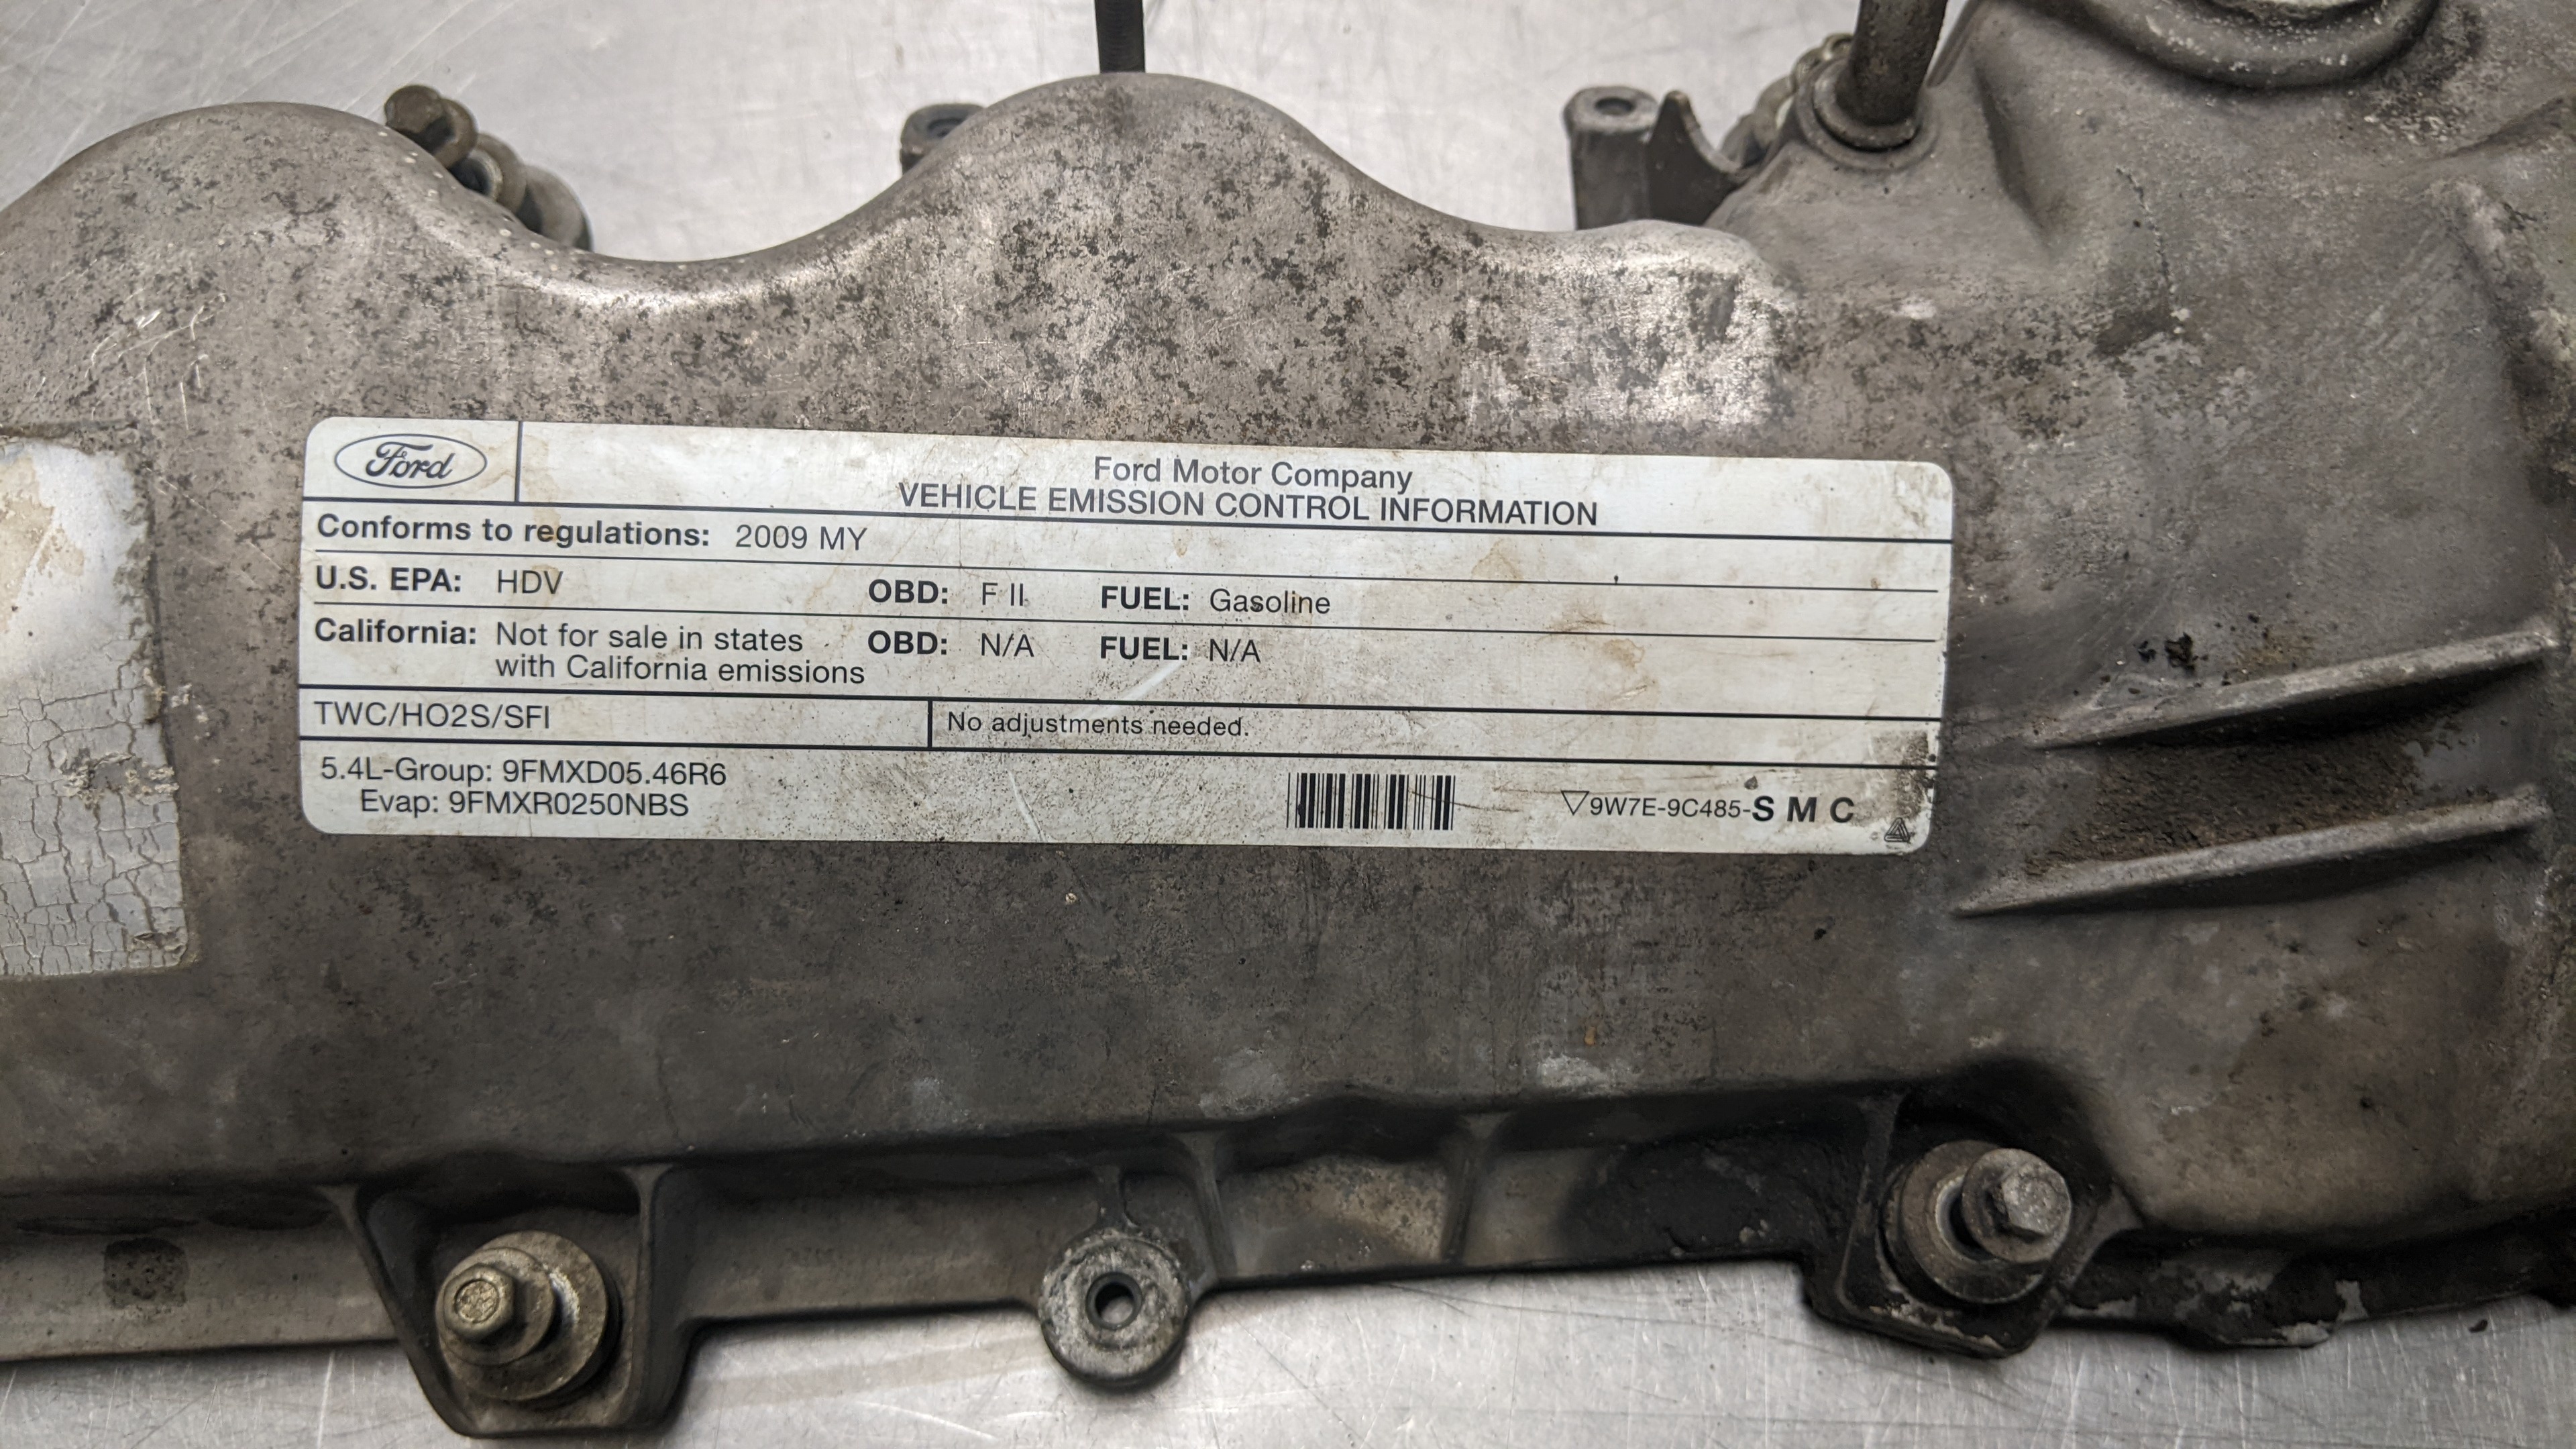 Ford
Ford Motor Company
VEHICLE EMISSION CONTROL INFORMATION
Conforms to regulations: 2009 MY
U.S. EPA: HDV OBD: F II FUEL: Gasoline
California: Not for sale in states with California emissions OBD: N/A FUEL: N/A
TWC/HO2S/SFI No adjustments needed.
5.4L-Group: 9FMXD05.46R6
Evap: 9FMXR0250NBS
▽9W7E-9C485-S M C